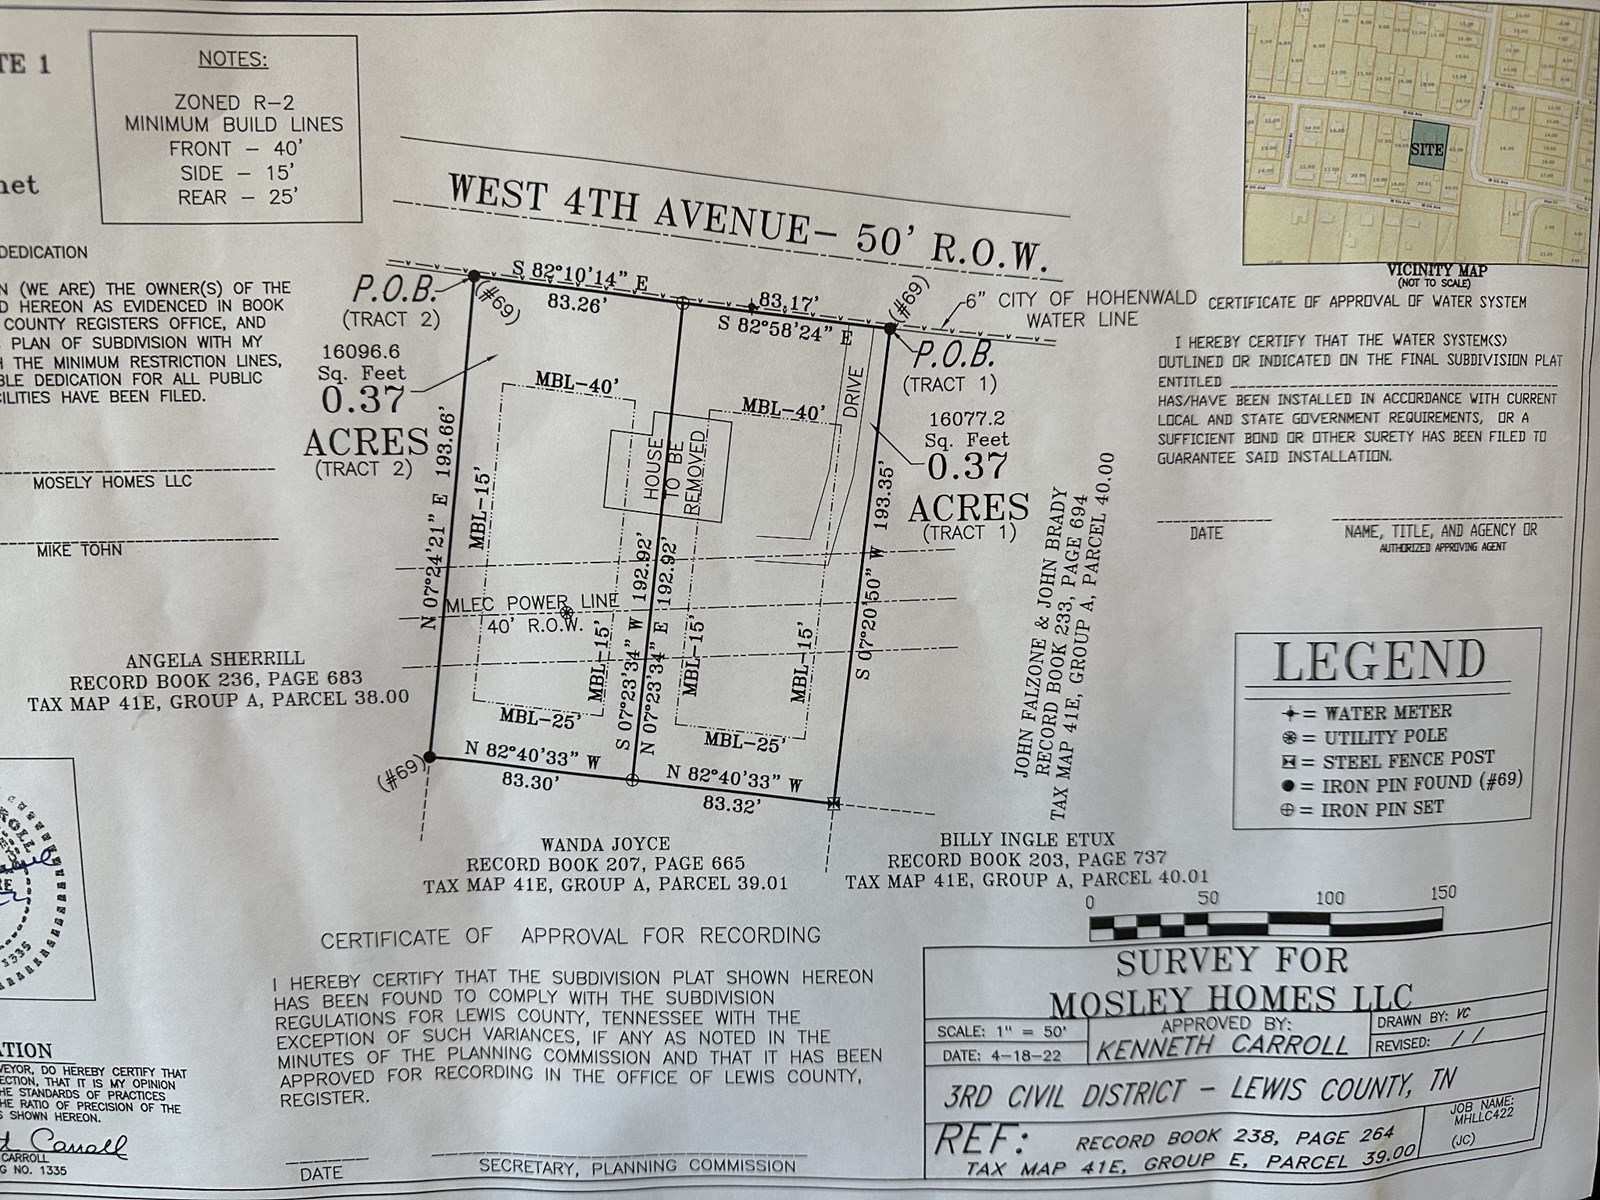 TE 1
net
NOTES:
ZONED R-2
MINIMUM BUILD LINES
FRONT - 40'
SIDE - 15'
REAR - 25'
DEDICATION
N (WE ARE) THE OWNER(S) OF THE
D HEREON AS EVIDENCED IN BOOK
COUNTY REGISTERS OFFICE, AND
PLAN OF SUBDIVISION WITH MY
H THE MINIMUM RESTRICTION LINES,
BLE DEDICATION FOR ALL PUBLIC
CILITIES HAVE BEEN FILED.
MOSELY HOMES LLC
MIKE TOHN
WEST 4TH AVENUE- 50' R.O.W.
P.O.B.
(TRACT 2)
(#69)
S 82°10'14" E
83.26'
83.17'
S 82°58'24" E
(#69)
6" CITY OF HOHENWALD
WATER LINE
P.O.B.
(TRACT 1)
16096.6
Sq. Feet
0.37
ACRES
(TRACT 2)
16077.2
Sq. Feet
0.37
ACRES
(TRACT 1)
MBL-40'
MBL-40'
DRIVE
HOUSE
TO BE
REMOVED
N 07°24'21" E 193.66'
MBL-15'
MLEC POWER LINE
40' R.O.W.
MBL-15'
S 07°23'34" W 192.92'
N 07°23'34" E 192.92'
MBL-15'
MBL-15'
S 07°20'50" W 193.35'
MBL-25'
MBL-25'
(#69)
N 82°40'33" W
83.30'
N 82°40'33" W
83.32'
ANGELA SHERRILL
RECORD BOOK 236, PAGE 683
TAX MAP 41E, GROUP A, PARCEL 38.00
JOHN FALZONE & JOHN BRADY
RECORD BOOK 233, PAGE 694
TAX MAP 41E, GROUP A, PARCEL 40.00
WANDA JOYCE
RECORD BOOK 207, PAGE 665
TAX MAP 41E, GROUP A, PARCEL 39.01
BILLY INGLE ETUX
RECORD BOOK 203, PAGE 737
TAX MAP 41E, GROUP A, PARCEL 40.01
SITE
VICINITY MAP
(NOT TO SCALE)
CERTIFICATE OF APPROVAL OF WATER SYSTEM
I HEREBY CERTIFY THAT THE WATER SYSTEM(S)
OUTLINED OR INDICATED ON THE FINAL SUBDIVISION PLAT
ENTITLED
HAS/HAVE BEEN INSTALLED IN ACCORDANCE WITH CURRENT
LOCAL AND STATE GOVERNMENT REQUIREMENTS, OR A
SUFFICIENT BOND OR OTHER SURETY HAS BEEN FILED TO
GUARANTEE SAID INSTALLATION.
DATE
NAME, TITLE, AND AGENCY OR
AUTHORIZED APPROVING AGENT
LEGEND
= WATER METER
= UTILITY POLE
= STEEL FENCE POST
= IRON PIN FOUND (#69)
= IRON PIN SET
0 50 100 150
CERTIFICATE OF APPROVAL FOR RECORDING
I HEREBY CERTIFY THAT THE SUBDIVISION PLAT SHOWN HEREON
HAS BEEN FOUND TO COMPLY WITH THE SUBDIVISION
REGULATIONS FOR LEWIS COUNTY, TENNESSEE WITH THE
EXCEPTION OF SUCH VARIANCES, IF ANY AS NOTED IN THE
MINUTES OF THE PLANNING COMMISSION AND THAT IT HAS BEEN
APPROVED FOR RECORDING IN THE OFFICE OF LEWIS COUNTY,
REGISTER.
DATE
SECRETARY, PLANNING COMMISSION
1335
ATION
VEYOR, DO HEREBY CERTIFY THAT
ECTION, THAT IT IS MY OPINION
HE STANDARDS OF PRACTICES
HE RATIO OF PRECISION OF THE
S SHOWN HEREON.
Carroll
CARROLL
G NO. 1335
SURVEY FOR
MOSLEY HOMES LLC
SCALE: 1" = 50'
DATE: 4-18-22
APPROVED BY:
KENNETH CARROLL
DRAWN BY: VC
REVISED: / /
3RD CIVIL DISTRICT - LEWIS COUNTY, TN
REF: RECORD BOOK 238, PAGE 264
TAX MAP 41E, GROUP E, PARCEL 39.00
JOB NAME:
MHLLC422
(JC)